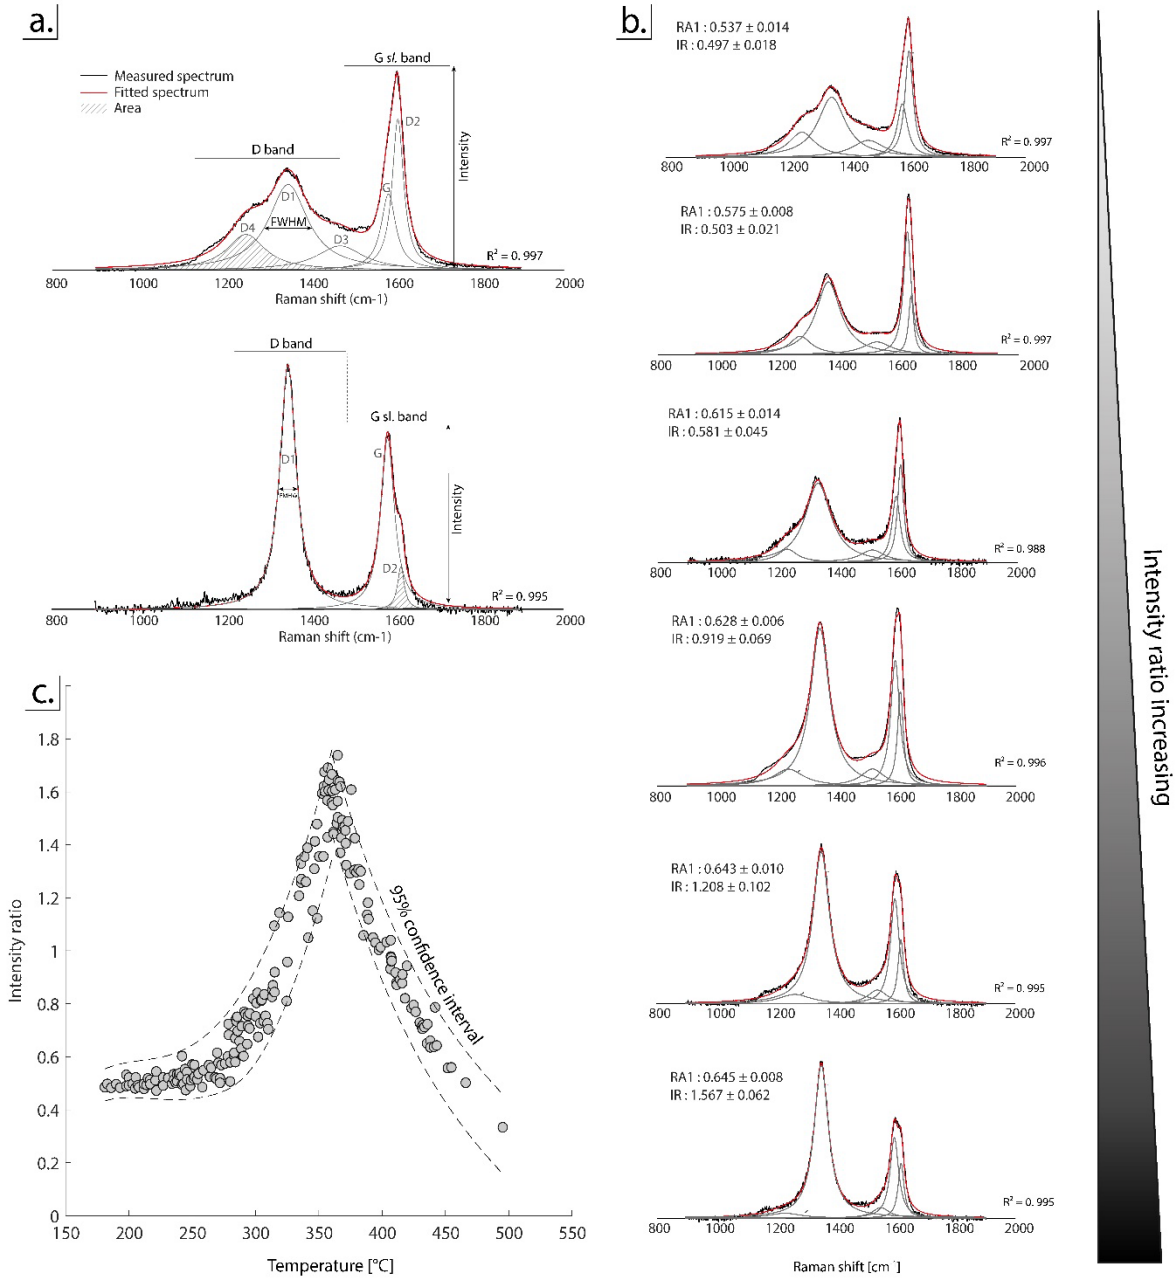 a.
Measured spectrum
Fitted spectrum
Area
D band
G sl. band
Intensity
D2
D1
G
FWHM
D4
D3
R² = 0.997
800 1000 1200 1400 1600 1800 2000
Raman shift (cm-1)
D band
G sl. band
D1
G
FWHM
Intensity
D2
R² = 0.995
800 1000 1200 1400 1600 1800 2000
Raman shift (cm-1)
b.
RA1 : 0.537 ± 0.014
IR : 0.497 ± 0.018
R² = 0.997
800 1000 1200 1400 1600 1800 2000
RA1 : 0.575 ± 0.008
IR : 0.503 ± 0.021
R² = 0.997
800 1000 1200 1400 1600 1800 2000
RA1 : 0.615 ± 0.014
IR : 0.581 ± 0.045
R² = 0.988
800 1000 1200 1400 1600 1800 2000
RA1 : 0.628 ± 0.006
IR : 0.919 ± 0.069
R² = 0.996
800 1000 1200 1400 1600 1800 2000
RA1 : 0.643 ± 0.010
IR : 1.208 ± 0.102
R² = 0.995
800 1000 1200 1400 1600 1800 2000
RA1 : 0.645 ± 0.008
IR : 1.567 ± 0.062
R² = 0.995
800 1000 1200 1400 1600 1800 2000
Raman shift [cm⁻]
Intensity ratio increasing
c.
1.8
1.6
1.4
1.2
1
0.8
0.6
0.4
0.2
0
Intensity ratio
95% confidence interval
150 200 250 300 350 400 450 500 550
Temperature [°C]